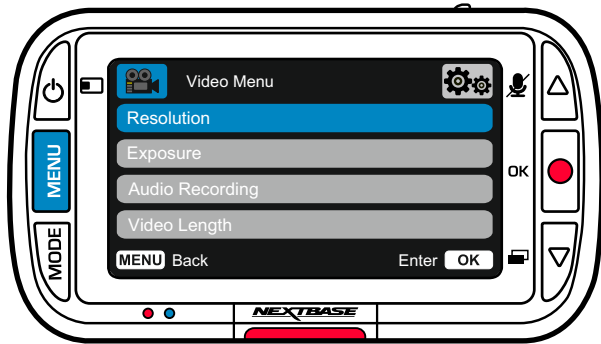 Video Menu
Resolution
Exposure
Audio Recording
Video Length
MENU Back Enter OK
MENU
MODE
OK
NEXTBASE